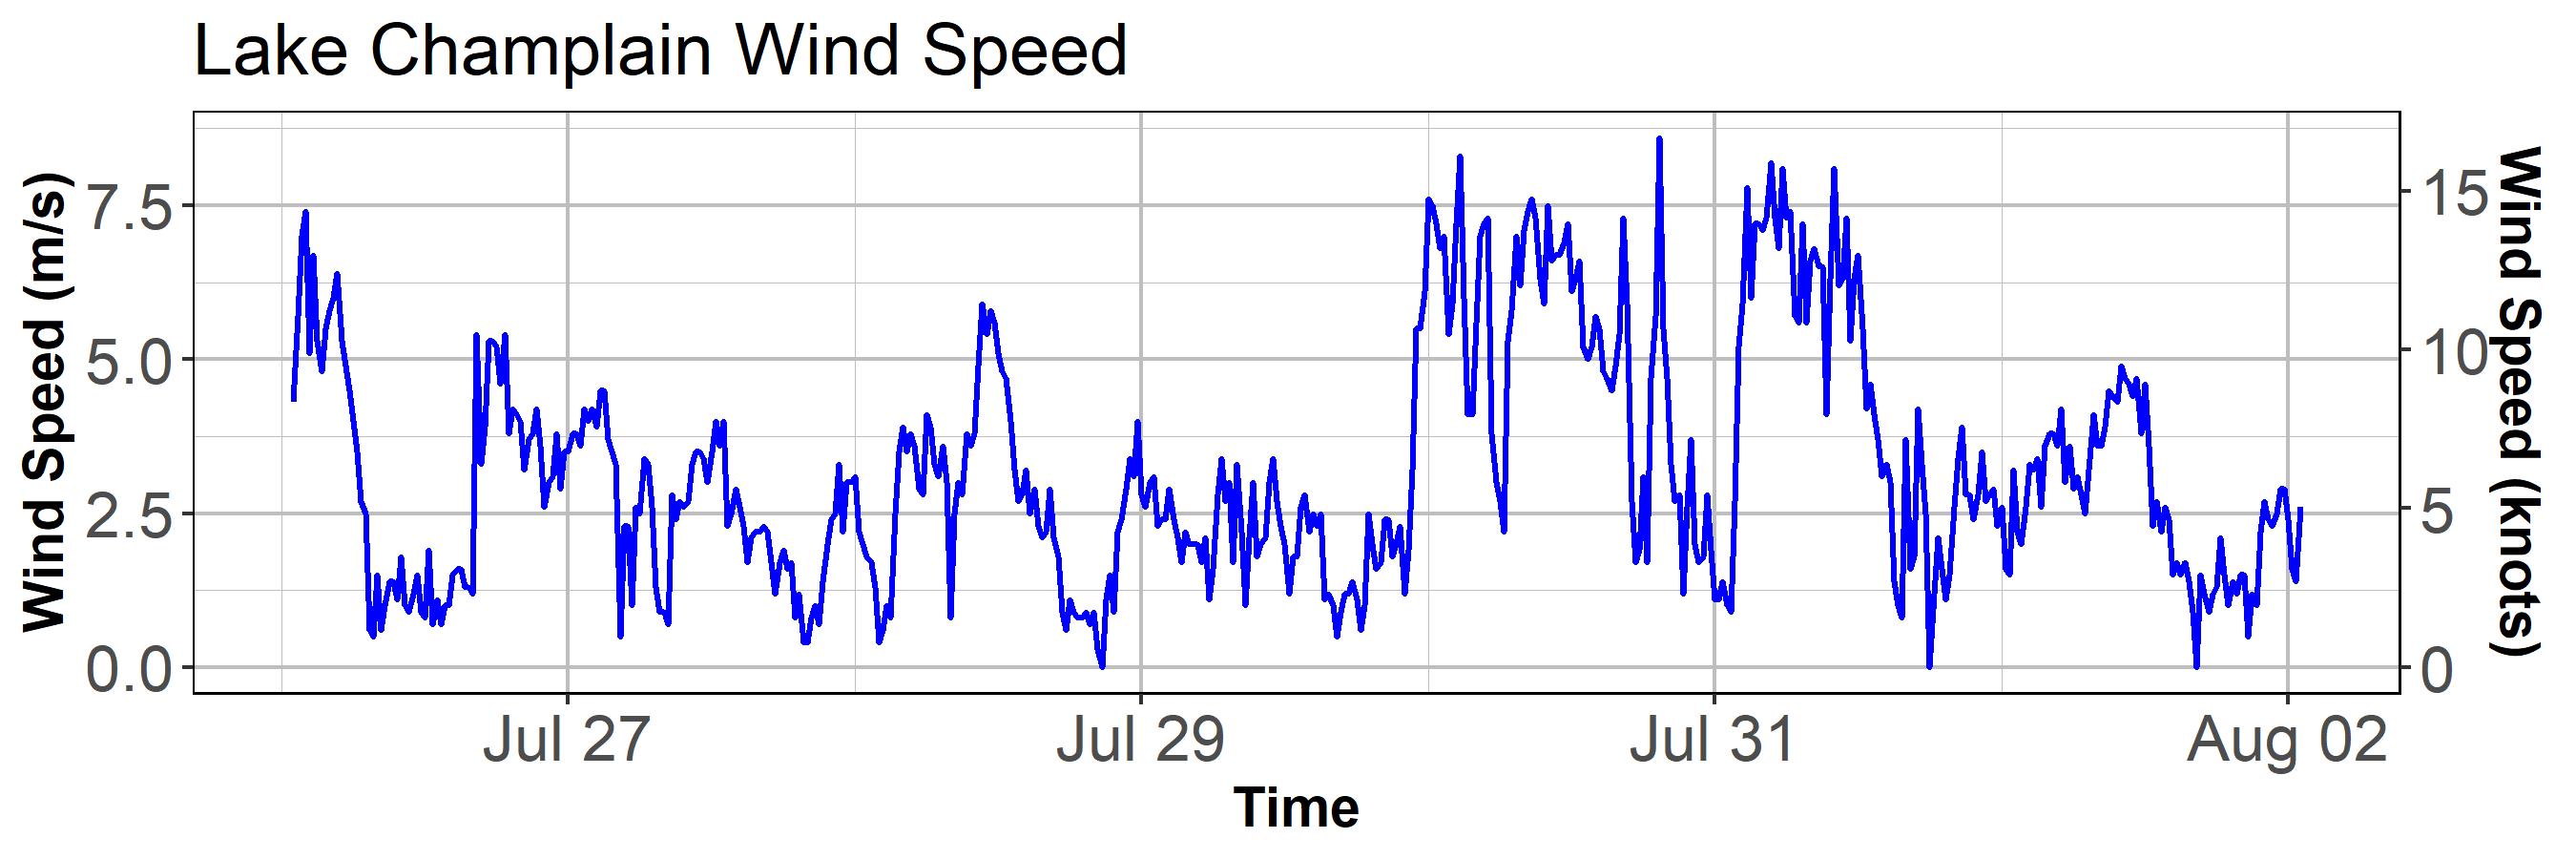 Lake Champlain Wind Speed
Wind Speed (m/s)
7.5
5.0
2.5
0.0
15
10
5
0
Wind Speed (knots)
Jul 27
Jul 29
Jul 31
Aug 02
Time